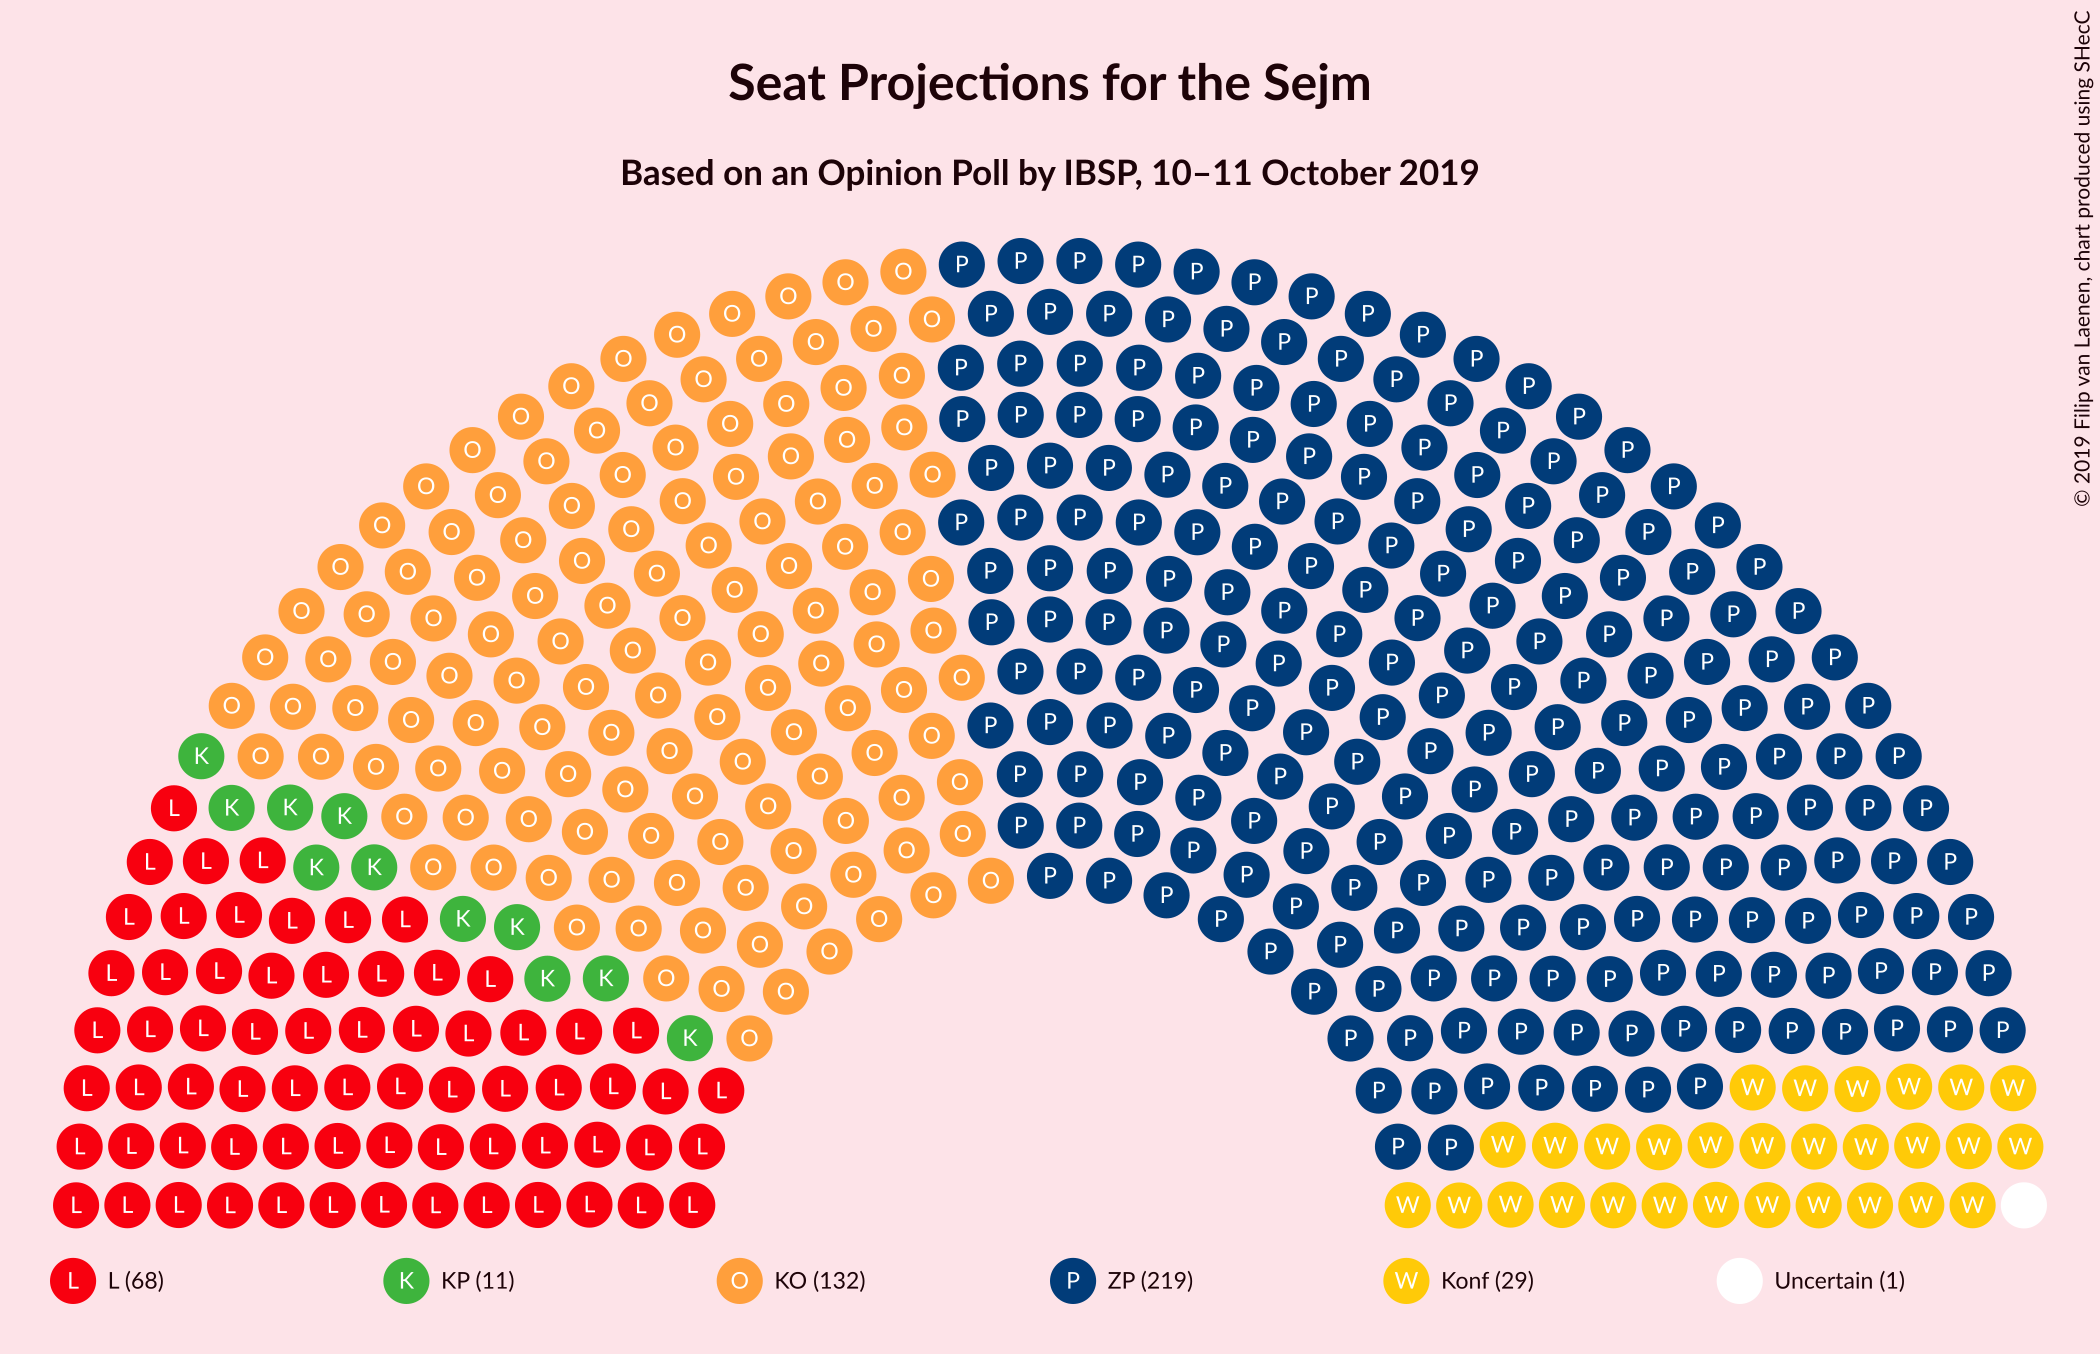 Seat Projections for the Sejm
Based on an Opinion Poll by IBSP, 10–11 October 2019
© 2019 Filip van Laenen, chart produced using SHecC
L L (68)
K KP (11)
O KO (132)
P ZP (219)
W Konf (29)
Uncertain (1)